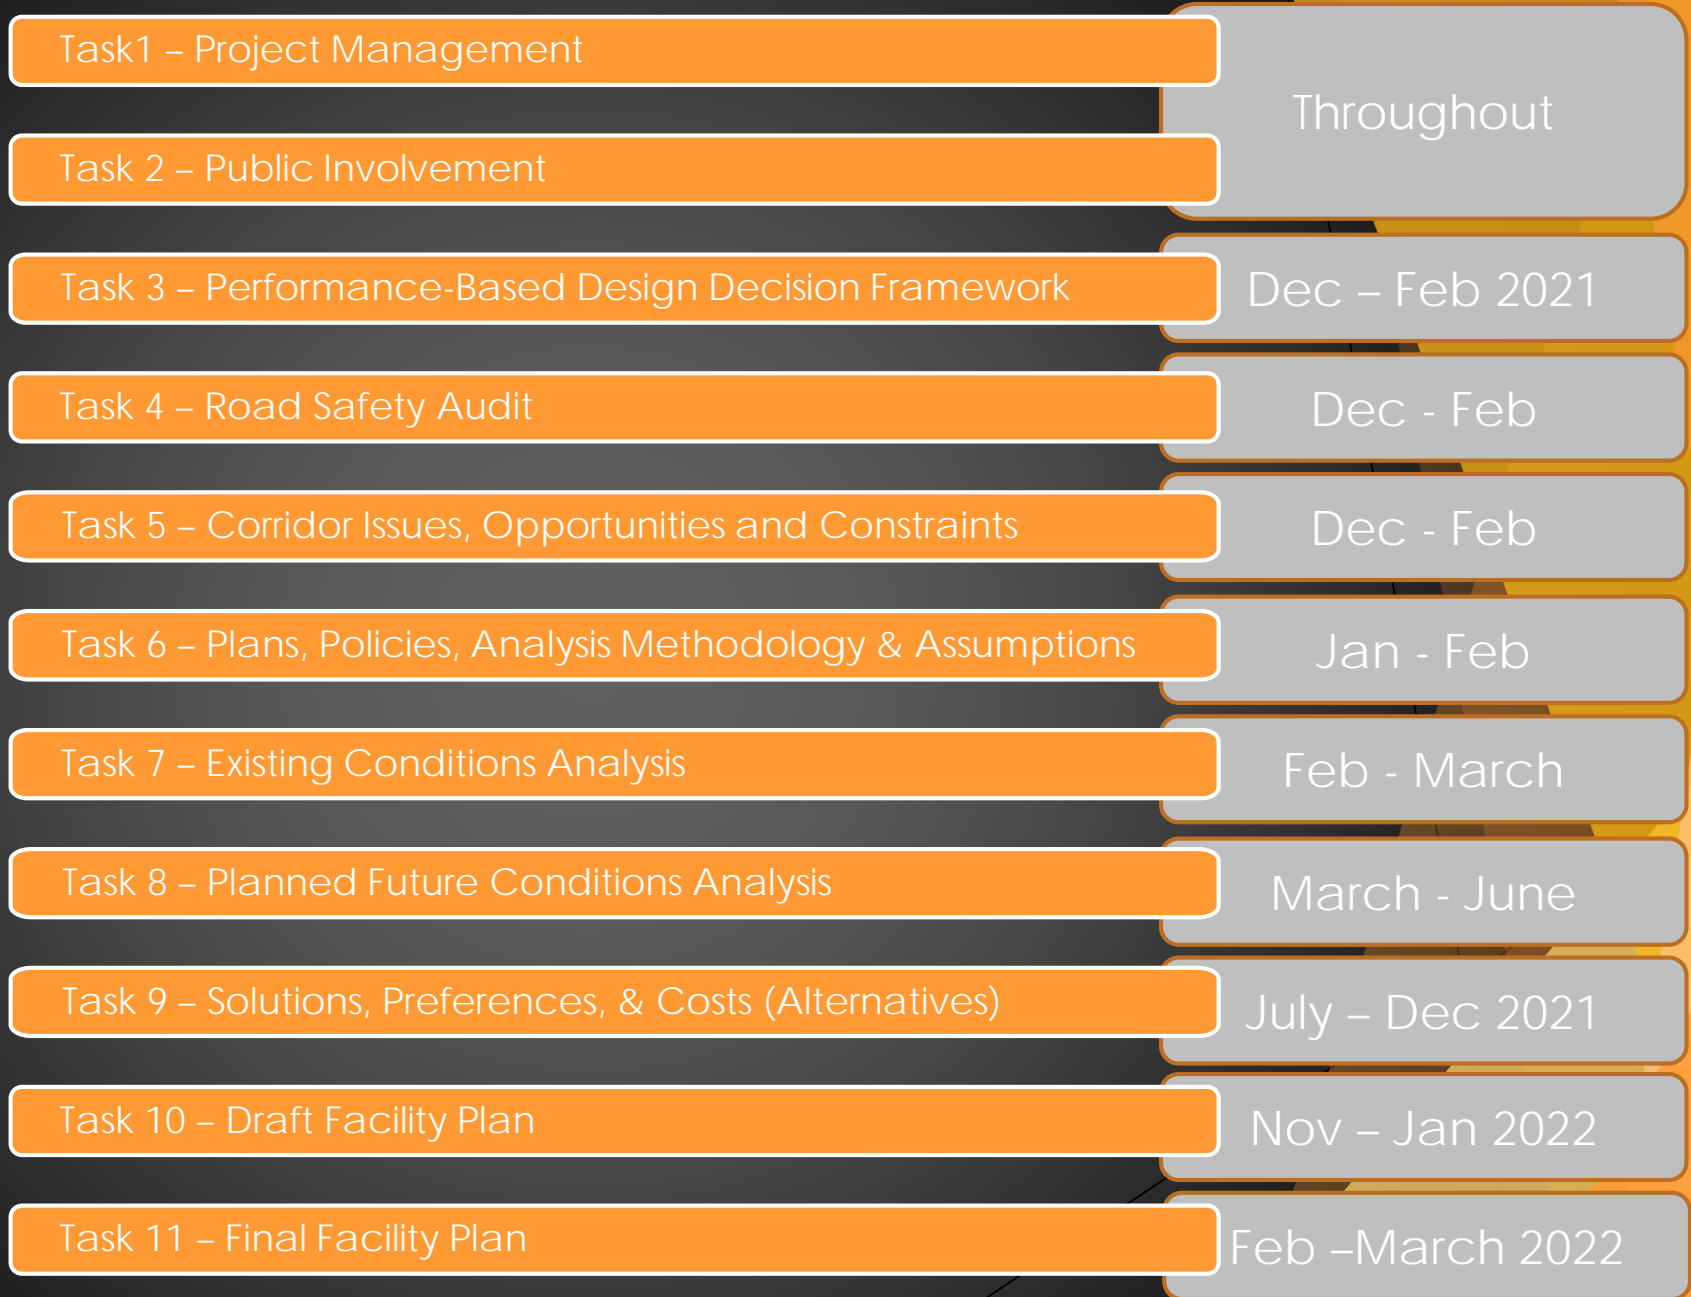 Task1 – Project Management
Throughout
Task 2 – Public Involvement
Task 3 – Performance-Based Design Decision Framework
Dec – Feb 2021
Task 4 – Road Safety Audit
Dec - Feb
Task 5 – Corridor Issues, Opportunities and Constraints
Dec - Feb
Task 6 – Plans, Policies, Analysis Methodology & Assumptions
Jan - Feb
Task 7 – Existing Conditions Analysis
Feb - March
Task 8 – Planned Future Conditions Analysis
March - June
Task 9 – Solutions, Preferences, & Costs (Alternatives)
July – Dec 2021
Task 10 – Draft Facility Plan
Nov – Jan 2022
Task 11 – Final Facility Plan
Feb –March 2022